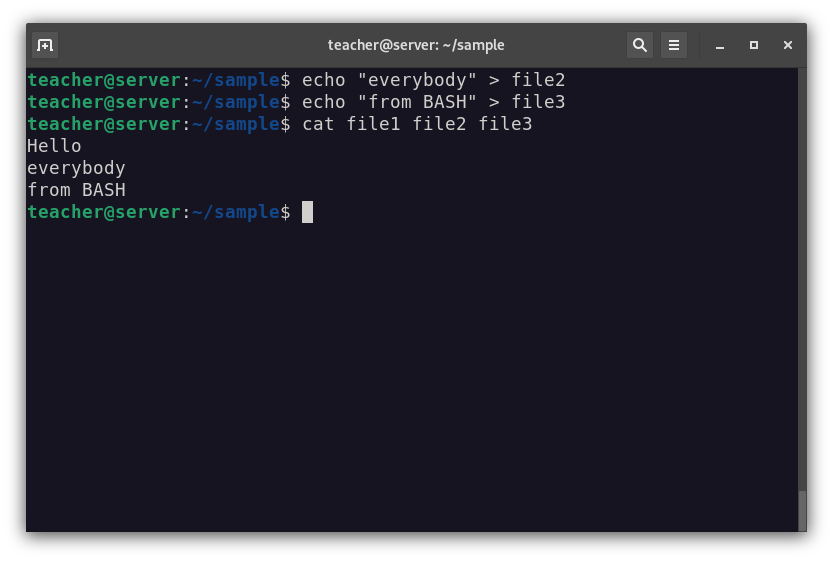 teacher@server: ~/sample
teacher@server:~/sample$ echo "everybody" > file2
teacher@server:~/sample$ echo "from BASH" > file3
teacher@server:~/sample$ cat file1 file2 file3
Hello
everybody
from BASH
teacher@server:~/sample$